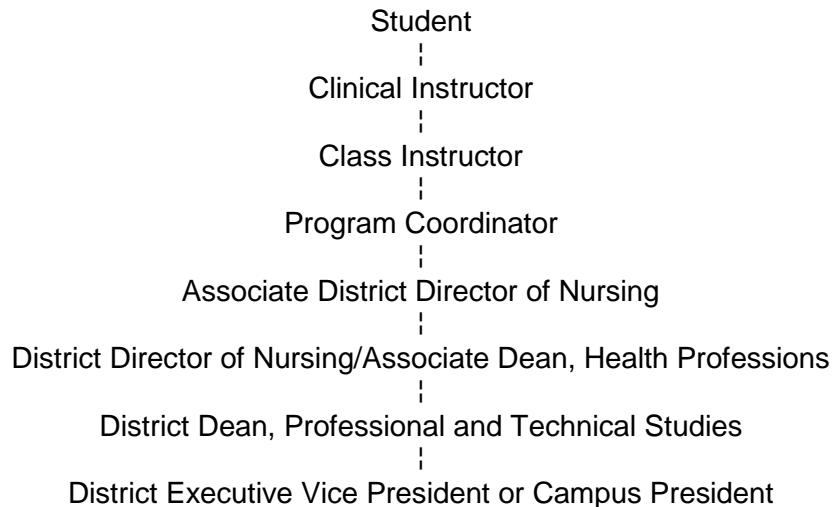 Student
Clinical Instructor
Class Instructor
Program Coordinator
Associate District Director of Nursing
District Director of Nursing/Associate Dean, Health Professions
District Dean, Professional and Technical Studies
District Executive Vice President or Campus President